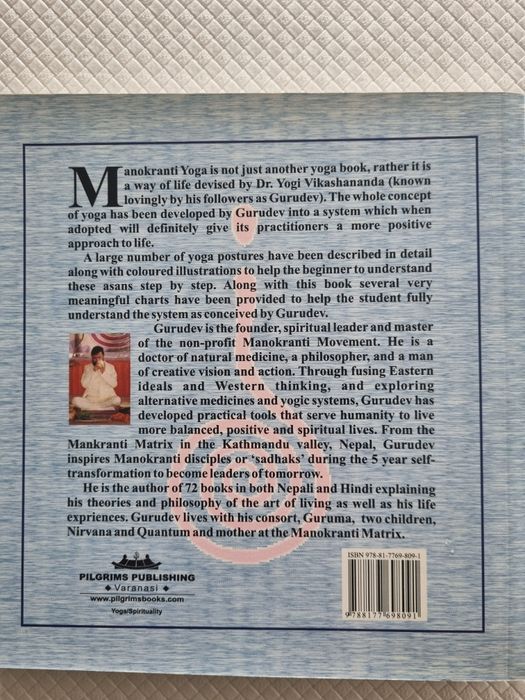 Manokranti Yoga is not just another yoga book, rather it is
a way of life devised by Dr. Yogi Vikashananda (known
lovingly by his followers as Gurudev). The whole concept
of yoga has been developed by Gurudev into a system which when
adopted will definitely give its practitioners a more positive
approach to life.
A large number of yoga postures have been described in detail
along with coloured illustrations to help the beginner to understand
these asans step by step. Along with this book several very
meaningful charts have been provided to help the student fully
understand the system as conceived by Gurudev.
Gurudev is the founder, spiritual leader and master
of the non-profit Manokranti Movement. He is a
doctor of natural medicine, a philosopher, and a man
of creative vision and action. Through fusing Eastern
ideals and Western thinking, and exploring
alternative medicines and yogic systems, Gurudev has
developed practical tools that serve humanity to live
more balanced, positive and spiritual lives. From the
Mankranti Matrix in the Kathmandu valley, Nepal, Gurudev
inspires Manokranti disciples or 'sadhaks' during the 5 year self-
transformation to become leaders of tomorrow.
He is the author of 72 books in both Nepali and Hindi explaining
his theories and philosophy of the art of living as well as his life
expriences. Gurudev lives with his consort, Guruma, two children,
Nirvana and Quantum and mother at the Manokranti Matrix.
PILGRIMS PUBLISHING
◆ Varanasi ◆
www.pilgrimsbooks.com
Yoga/Spirituality
ISBN 978-81-7769-809-1
9 788177 698091